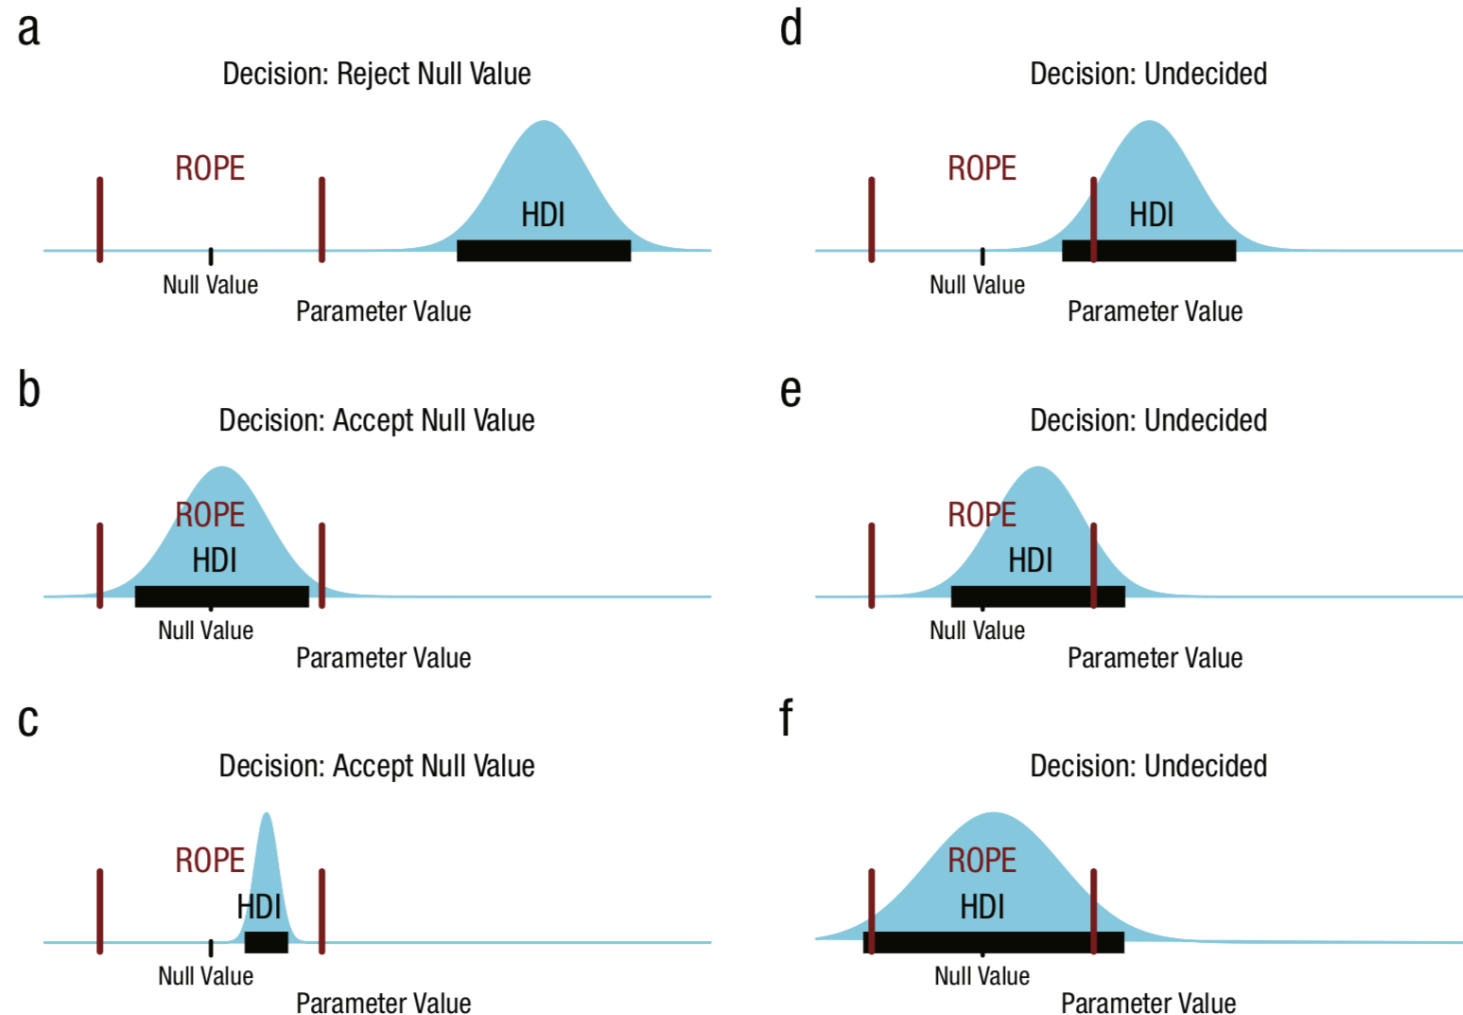 a
Decision: Reject Null Value
ROPE
HDI
Null Value
Parameter Value
b
Decision: Accept Null Value
ROPE
HDI
Null Value
Parameter Value
c
Decision: Accept Null Value
ROPE
HDI
Null Value
Parameter Value
d
Decision: Undecided
ROPE
HDI
Null Value
Parameter Value
e
Decision: Undecided
ROPE
HDI
Null Value
Parameter Value
f
Decision: Undecided
ROPE
HDI
Null Value
Parameter Value